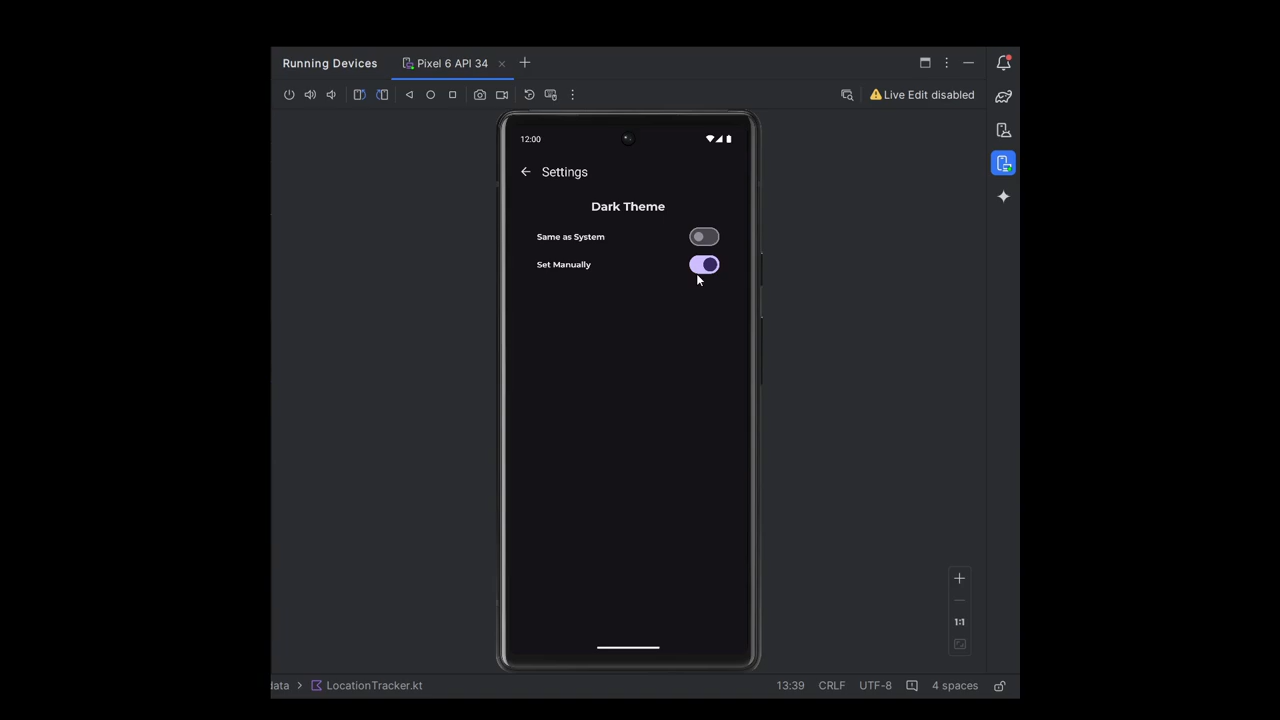 Running Devices
Pixel 6 API 34
Live Edit disabled
12:00
Settings
Dark Theme
Same as System
Set Manually
1:1
data
LocationTracker.kt
13:39
CRLF
UTF-8
4 spaces